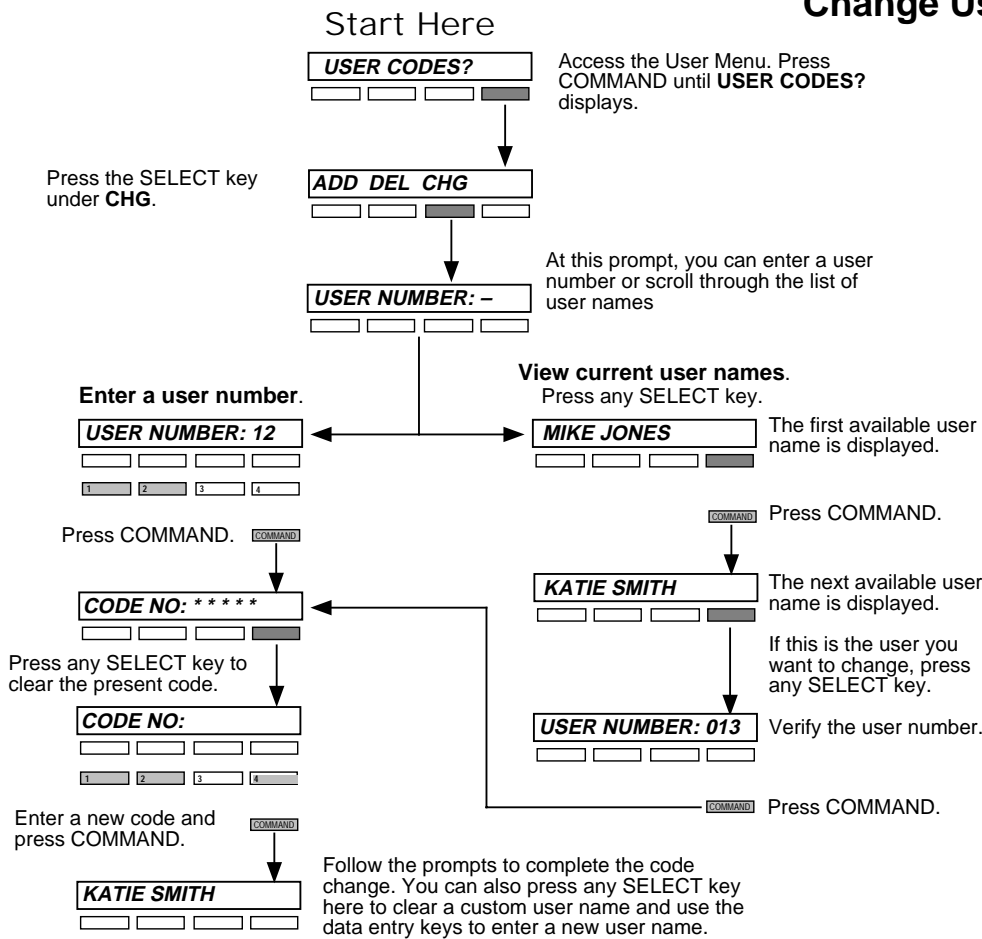 Change Us
Start Here
USER CODES?
Access the User Menu. Press
COMMAND until USER CODES?
displays.
Press the SELECT key
under CHG.
ADD DEL CHG
At this prompt, you can enter a user
number or scroll through the list of
user names
USER NUMBER: –
Enter a user number.
USER NUMBER: 12
1 2 3 4
Press COMMAND. COMMAND
CODE NO: * * * * *
Press any SELECT key to
clear the present code.
CODE NO:
1 2 3 4
Enter a new code and
press COMMAND.
COMMAND
KATIE SMITH
View current user names.
Press any SELECT key.
MIKE JONES
The first available user
name is displayed.
COMMAND Press COMMAND.
KATIE SMITH
The next available user
name is displayed.
If this is the user you
want to change, press
any SELECT key.
USER NUMBER: 013
Verify the user number.
COMMAND Press COMMAND.
Follow the prompts to complete the code
change. You can also press any SELECT key
here to clear a custom user name and use the
data entry keys to enter a new user name.